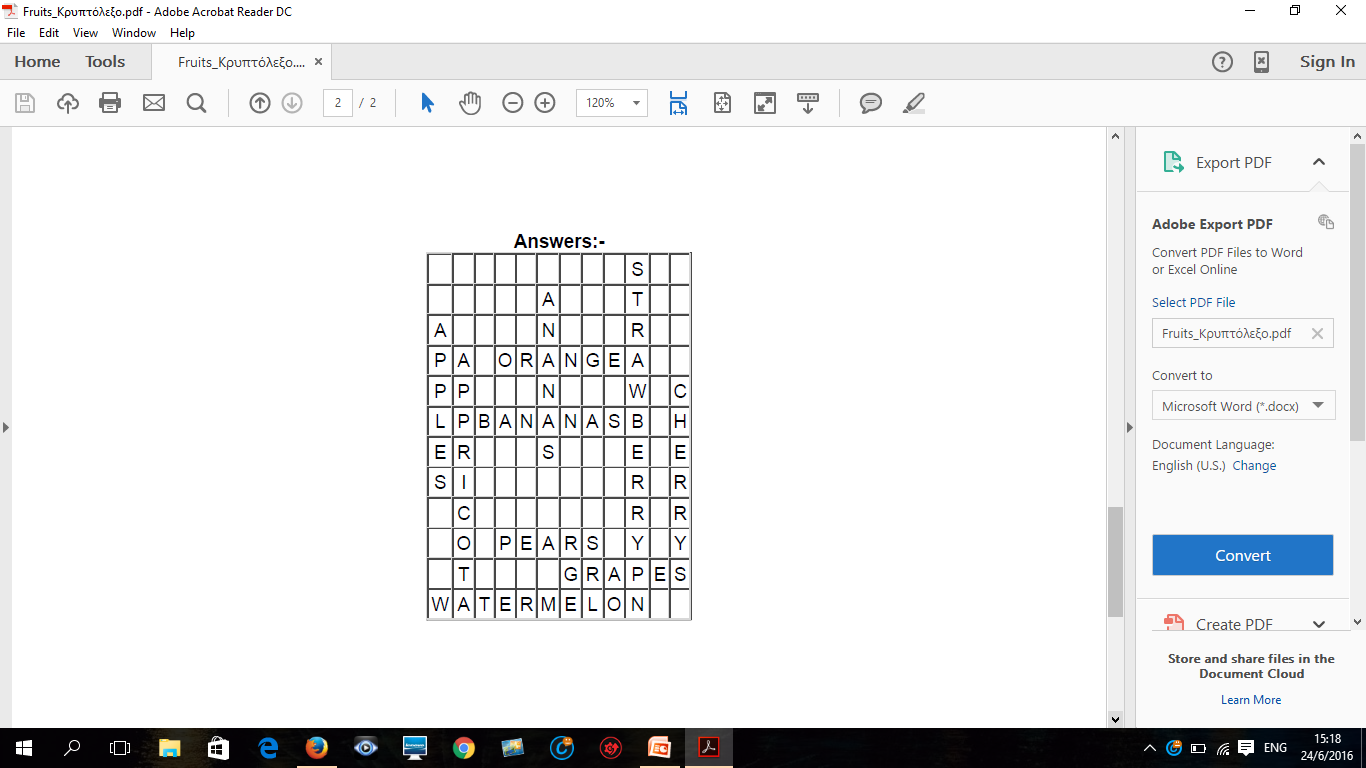 Fruits_Κρυπτόλεξο.pdf - Adobe Acrobat Reader DC
File Edit View Window Help
Home Tools Fruits_Κρυπτόλεξο.... × Sign In
2 / 2 120%
Export PDF
Adobe Export PDF
Convert PDF Files to Word
or Excel Online
Select PDF File
Fruits_Κρυπτόλεξο.pdf
Convert to
Microsoft Word (*.docx)
Document Language:
English (U.S.) Change
Convert
Create PDF
Store and share files in the
Document Cloud
Learn More
Answers:-
S
A T
A N R
P A O R A N G E A
P P N W C
L P B A N A N A S B H
E R S E E
S I R R
C R R
O P E A R S Y Y
T G R A P E S
W A T E R M E L O N
ENG
15:18
24/6/2016